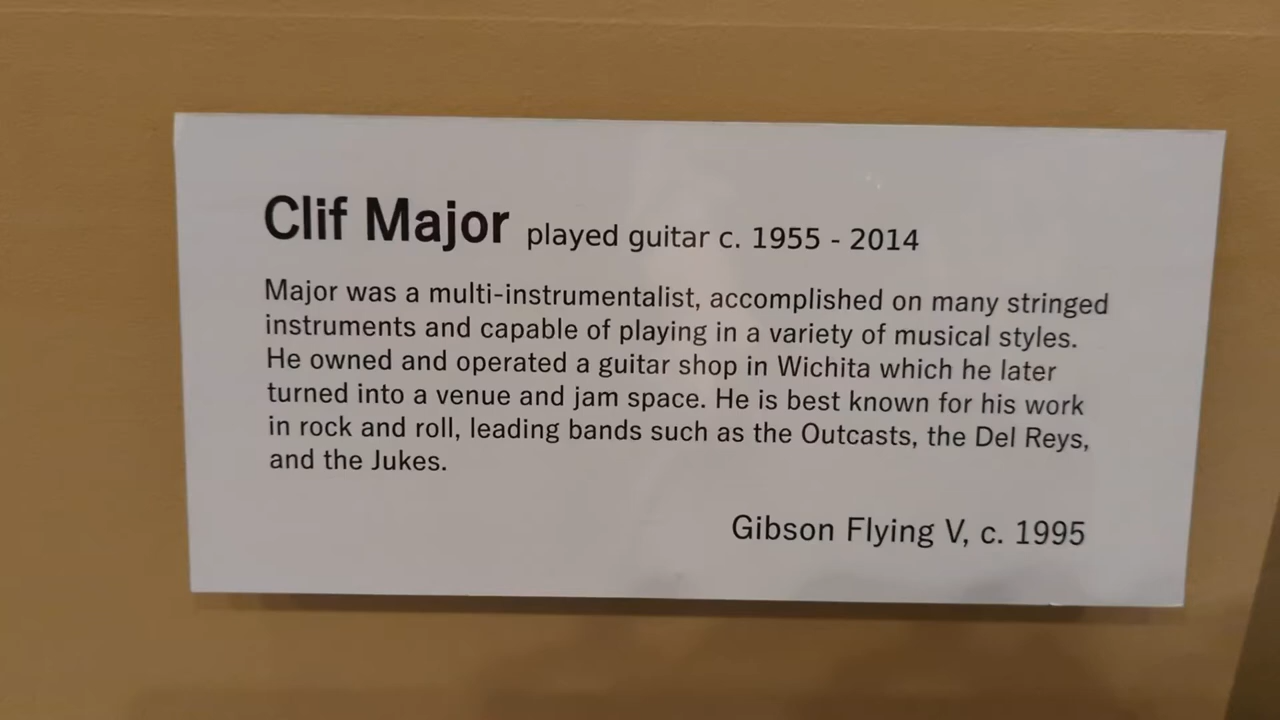 Clif Major played guitar c. 1955 - 2014
Major was a multi-instrumentalist, accomplished on many stringed
instruments and capable of playing in a variety of musical styles.
He owned and operated a guitar shop in Wichita which he later
turned into a venue and jam space. He is best known for his work
in rock and roll, leading bands such as the Outcasts, the Del Reys,
and the Jukes.
Gibson Flying V, c. 1995